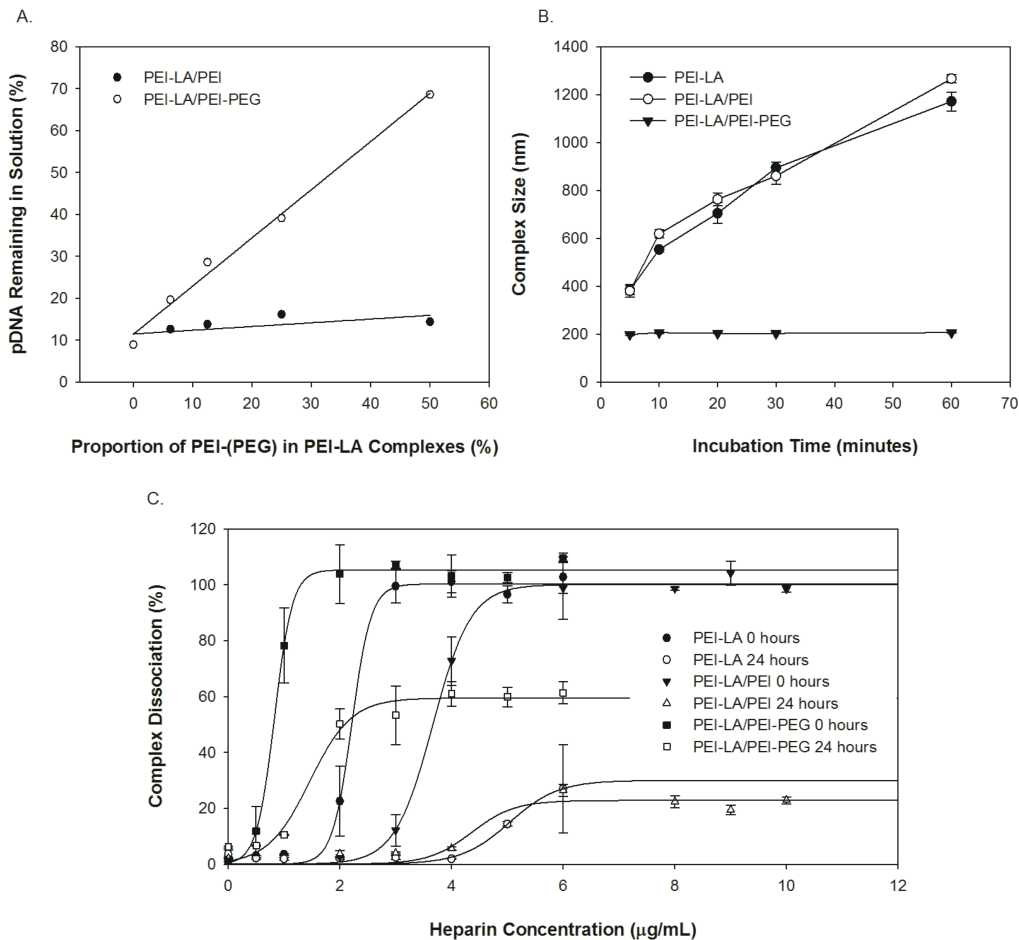 A.
80
70
60
50
40
30
20
10
0
pDNA Remaining in Solution (%)
PEI-LA/PEI
PEI-LA/PEI-PEG
0 10 20 30 40 50 60
Proportion of PEI-(PEG) in PEI-LA Complexes (%)
B.
1400
1200
1000
800
600
400
200
0
Complex Size (nm)
PEI-LA
PEI-LA/PEI
PEI-LA/PEI-PEG
0 10 20 30 40 50 60 70
Incubation Time (minutes)
C.
120
100
80
60
40
20
0
Complex Dissociation (%)
PEI-LA 0 hours
PEI-LA 24 hours
PEI-LA/PEI 0 hours
PEI-LA/PEI 24 hours
PEI-LA/PEI-PEG 0 hours
PEI-LA/PEI-PEG 24 hours
0 2 4 6 8 10 12
Heparin Concentration (μg/mL)